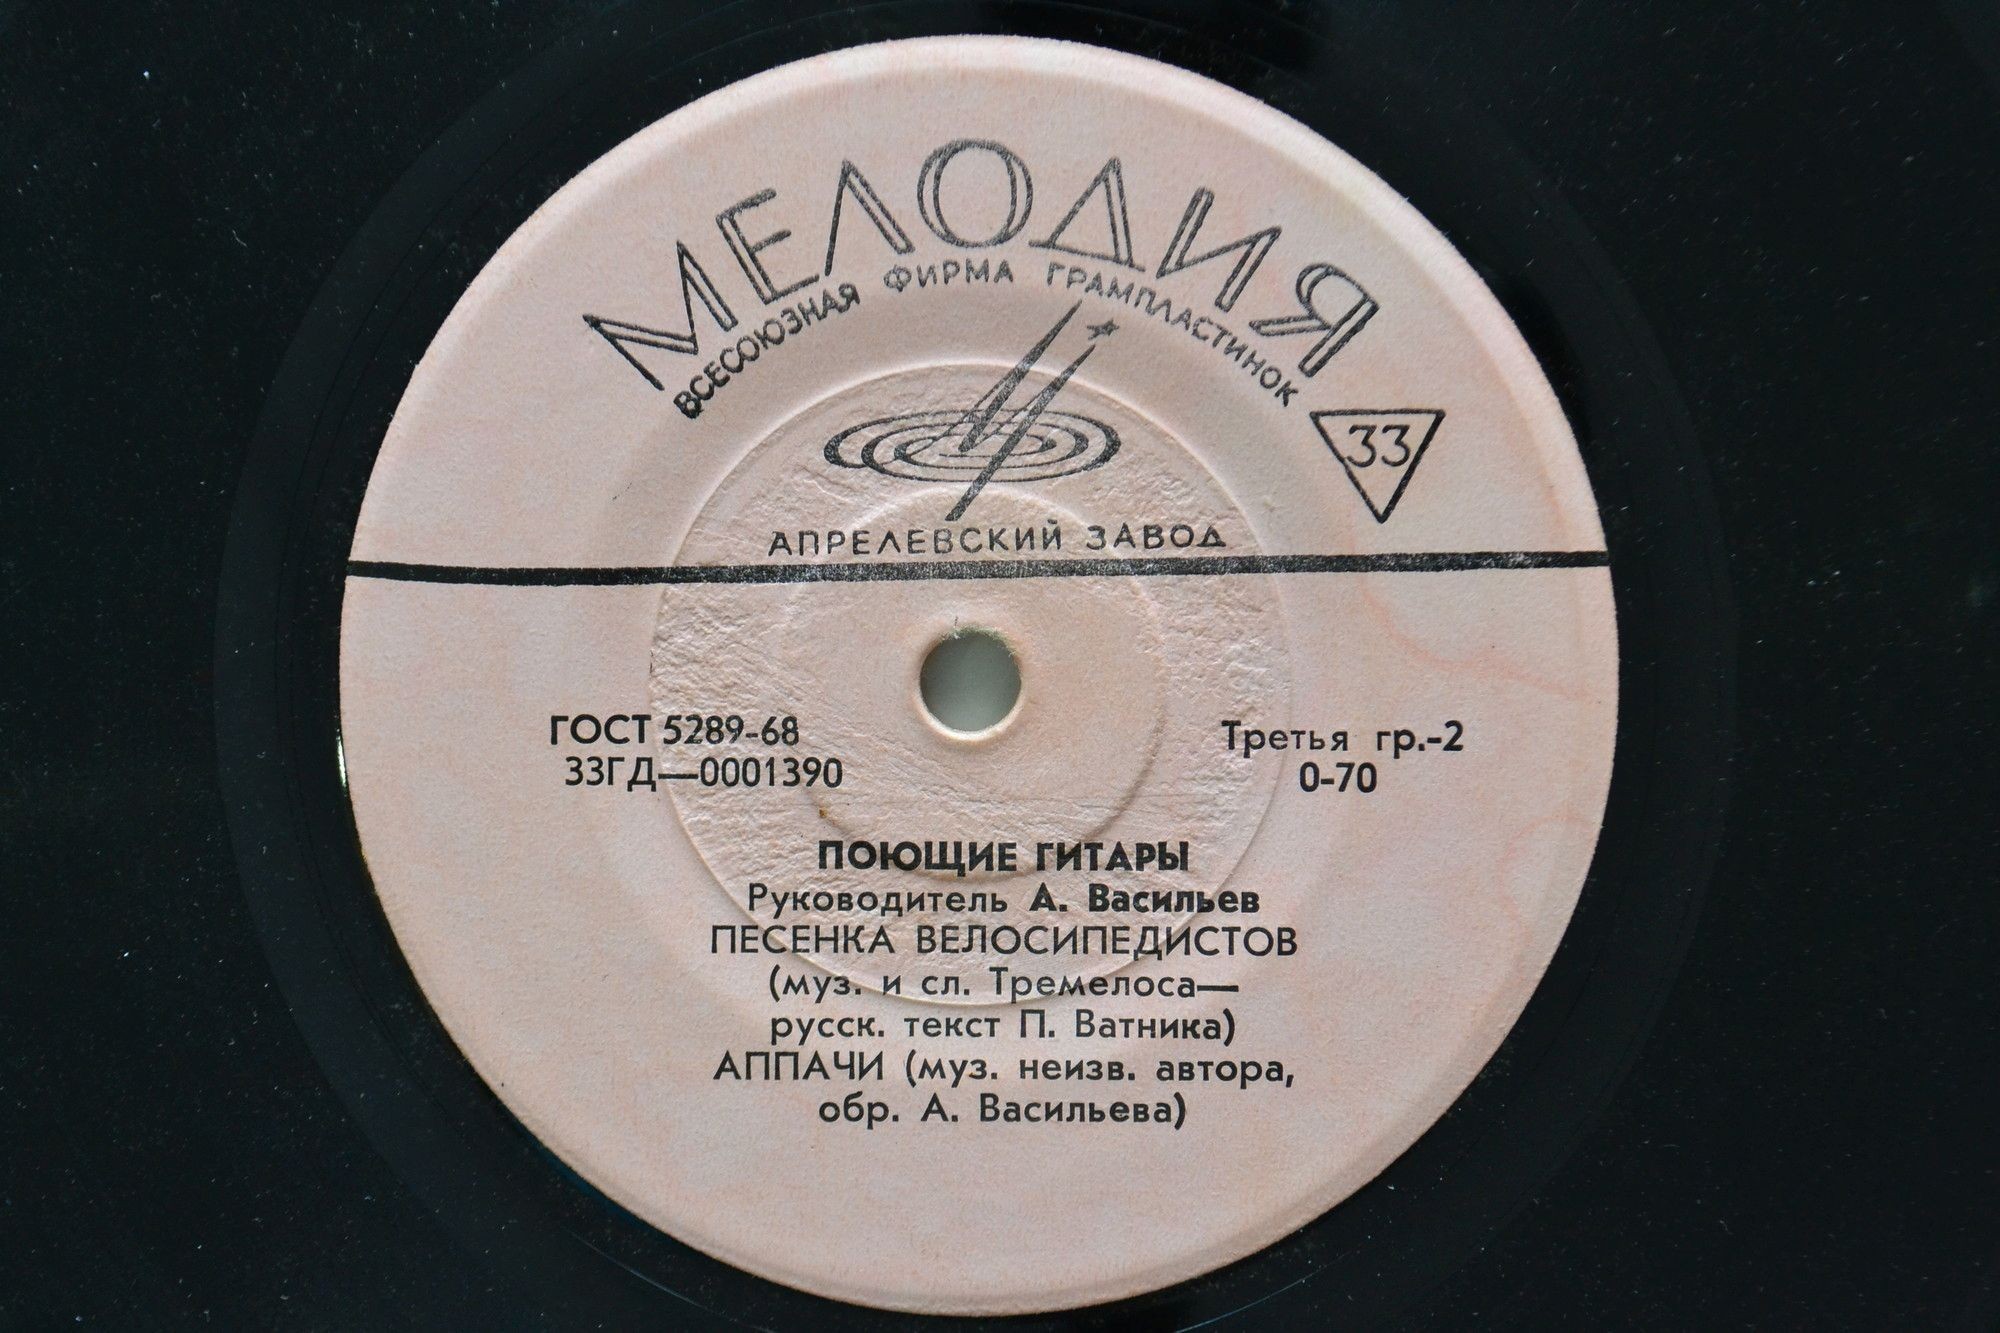 МЕЛОДИЯ
ВСЕСОЮЗНАЯ ФИРМА ГРАМПЛАСТИНОК
33
АПРЕЛЕВСКИЙ ЗАВОД
ГОСТ 5289-68
33ГД—0001390
Третья гр.-2
0-70
ПОЮЩИЕ ГИТАРЫ
Руководитель А. Васильев
ПЕСЕНКА ВЕЛОСИПЕДИСТОВ
(муз. и сл. Тремелоса—
русск. текст П. Ватника)
АППАЧИ (муз. неизв. автора,
обр. А. Васильева)